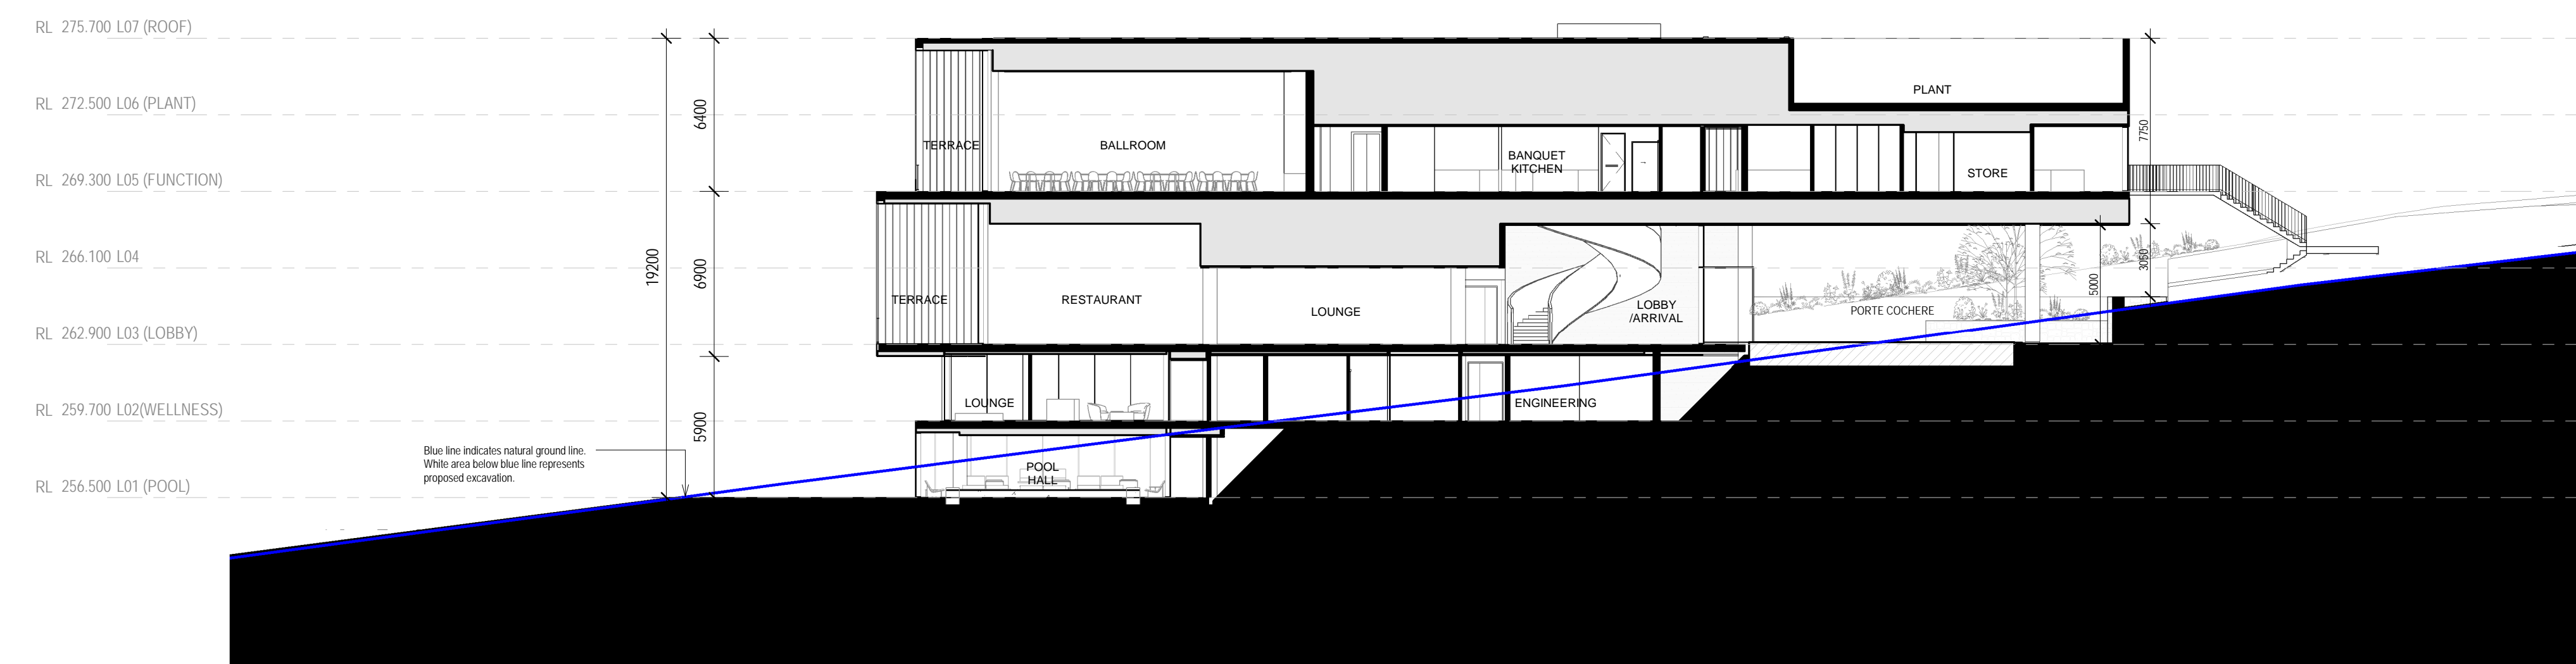 RL 275.700 L07 (ROOF)
RL 272.500 L06 (PLANT)
RL 269.300 L05 (FUNCTION)
RL 266.100 L04
RL 262.900 L03 (LOBBY)
RL 259.700 L02(WELLNESS)
RL 256.500 L01 (POOL)
Blue line indicates natural ground line.
White area below blue line represents
proposed excavation.
19200
6400
6900
5900
TERRACE
BALLROOM
BANQUET
KITCHEN
PLANT
STORE
7750
TERRACE
RESTAURANT
LOUNGE
LOBBY
/ARRIVAL
PORTE COCHERE
5000
3050
LOUNGE
ENGINEERING
POOL
HALL